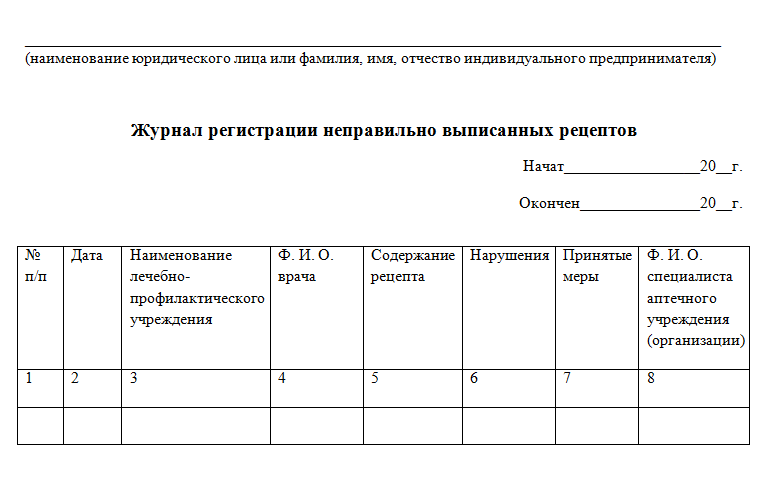 (наименование юридического лица или фамилия, имя, отчество индивидуального предпринимателя)
Журнал регистрации неправильно выписанных рецептов
Начат__________________20__г.
Окончен________________20__г.
№ п/п
Дата
Наименование
лечебно-
профилактического
учреждения
Ф. И. О.
врача
Содержание
рецепта
Нарушения
Принятые
меры
Ф. И. О.
специалиста
аптечного
учреждения
(организации)
1 2 3 4 5 6 7 8